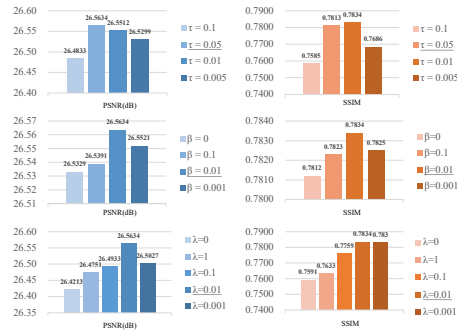 26.60
26.55
26.50
26.45
26.40
26.4833
26.5634
26.5512
26.5299
PSNR(dB)
τ = 0.1
τ = 0.05
τ = 0.01
τ = 0.005
0.7900
0.7800
0.7700
0.7600
0.7500
0.7400
0.7585
0.7813
0.7834
0.7686
SSIM
τ = 0.1
τ = 0.05
τ = 0.01
τ = 0.005
26.57
26.56
26.55
26.54
26.53
26.52
26.51
26.5329
26.5391
26.5634
26.5521
PSNR(dB)
β = 0
β = 0.1
β = 0.01
β = 0.001
0.7840
0.7830
0.7820
0.7810
0.7800
0.7812
0.7823
0.7834
0.7825
SSIM
β=0
β=0.1
β=0.01
β=0.001
26.60
26.55
26.50
26.45
26.40
26.35
26.4213
26.4751
26.4933
26.5634
26.5027
PSNR(dB)
λ=0
λ=1
λ=0.1
λ=0.01
λ=0.001
0.7900
0.7800
0.7700
0.7600
0.7500
0.7400
0.7591
0.7633
0.7759
0.7834
0.783
SSIM
λ=0
λ=1
λ=0.1
λ=0.01
λ=0.001